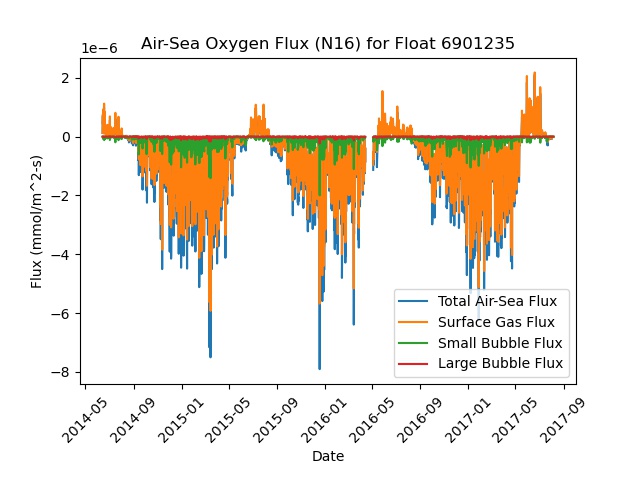 Air-Sea Oxygen Flux (N16) for Float 6901235
1e−6
2
0
−2
−4
−6
−8
Flux (mmol/m^2-s)
Total Air-Sea Flux
Surface Gas Flux
Small Bubble Flux
Large Bubble Flux
2014-05
2014-09
2015-01
2015-05
2015-09
2016-01
2016-05
2016-09
2017-01
2017-05
2017-09
Date